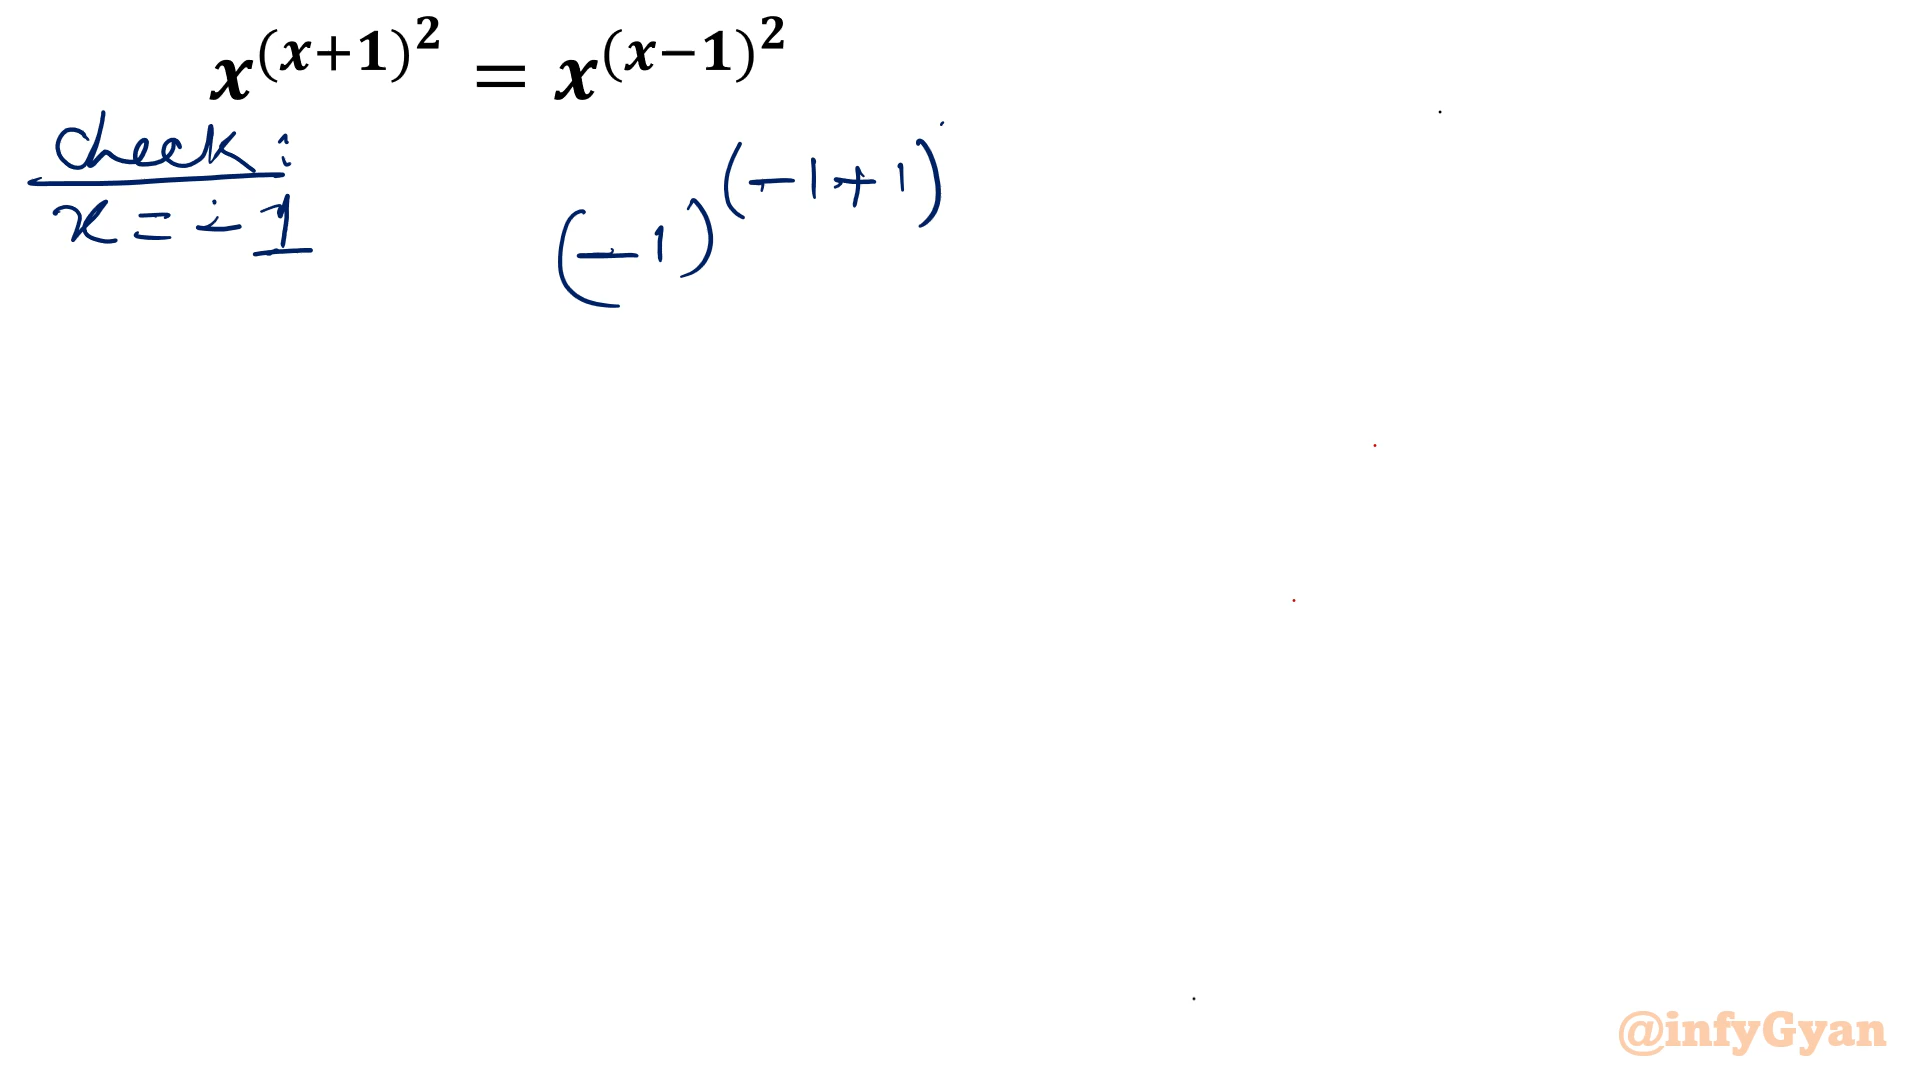 x^(x+1)^2 = x^(x-1)^2
check:
x = -1
(-1)^(-1+1)
@infyGyan